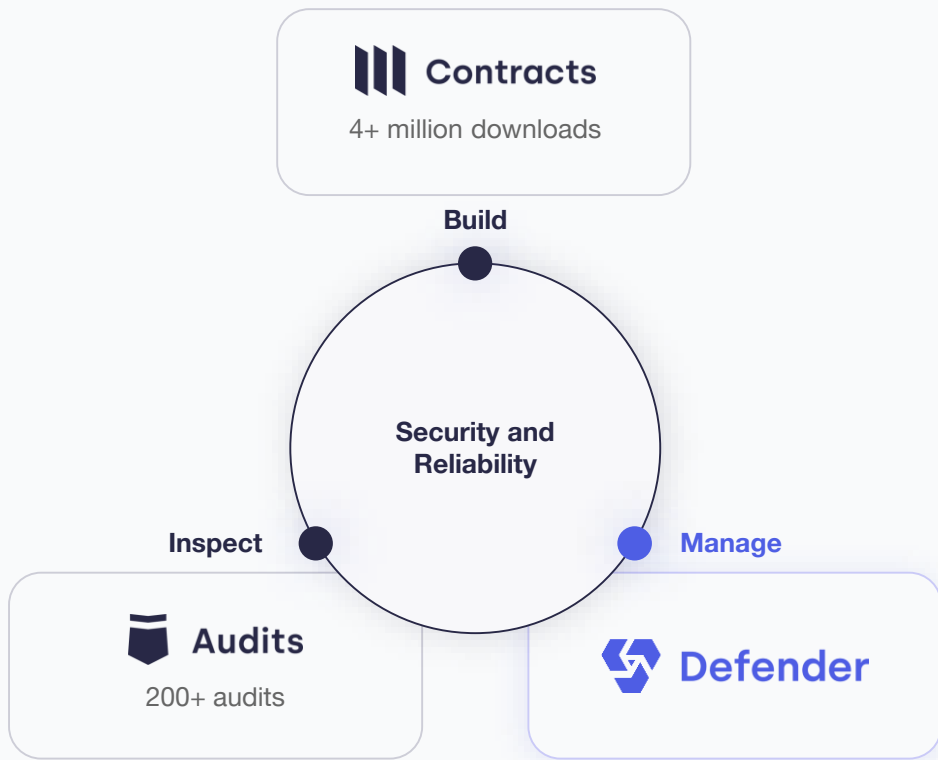 Contracts
4+ million downloads
Build
Security and
Reliability
Inspect
Manage
Audits
200+ audits
Defender